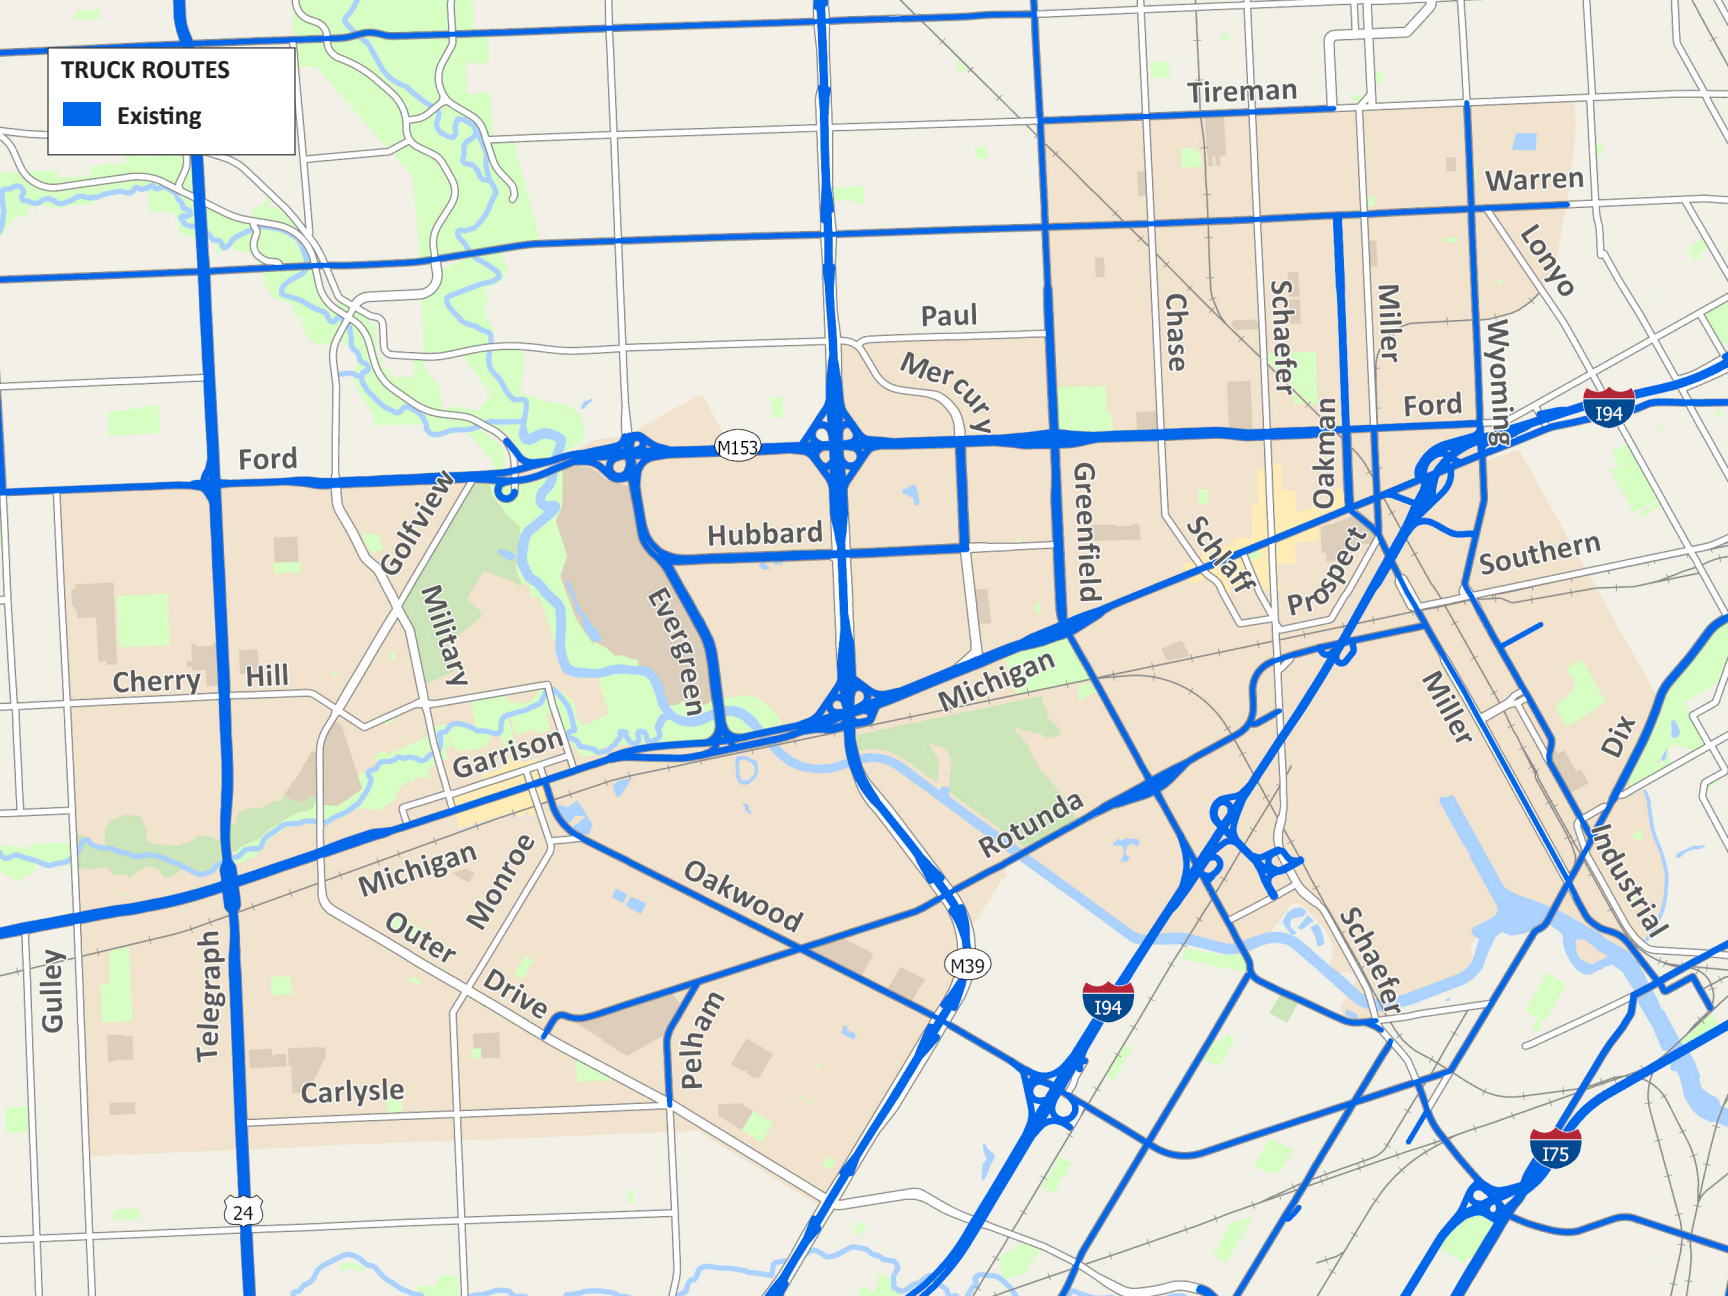 TRUCK ROUTES
Existing
Tireman
Warren
Lonyo
Paul
Mercury
Chase
Schaefer
Miller
Wyoming
Oakman
Ford
I94
M153
Ford
Golfview
Hubbard
Greenfield
Schlaff
Prospect
Southern
Military
Evergreen
Cherry Hill
Michigan
Miller
Dix
Garrison
Michigan
Monroe
Oakwood
Rotunda
Industrial
Outer Drive
Schaefer
Gulley
Telegraph
Pelham
M39
I94
Carlysle
I75
24